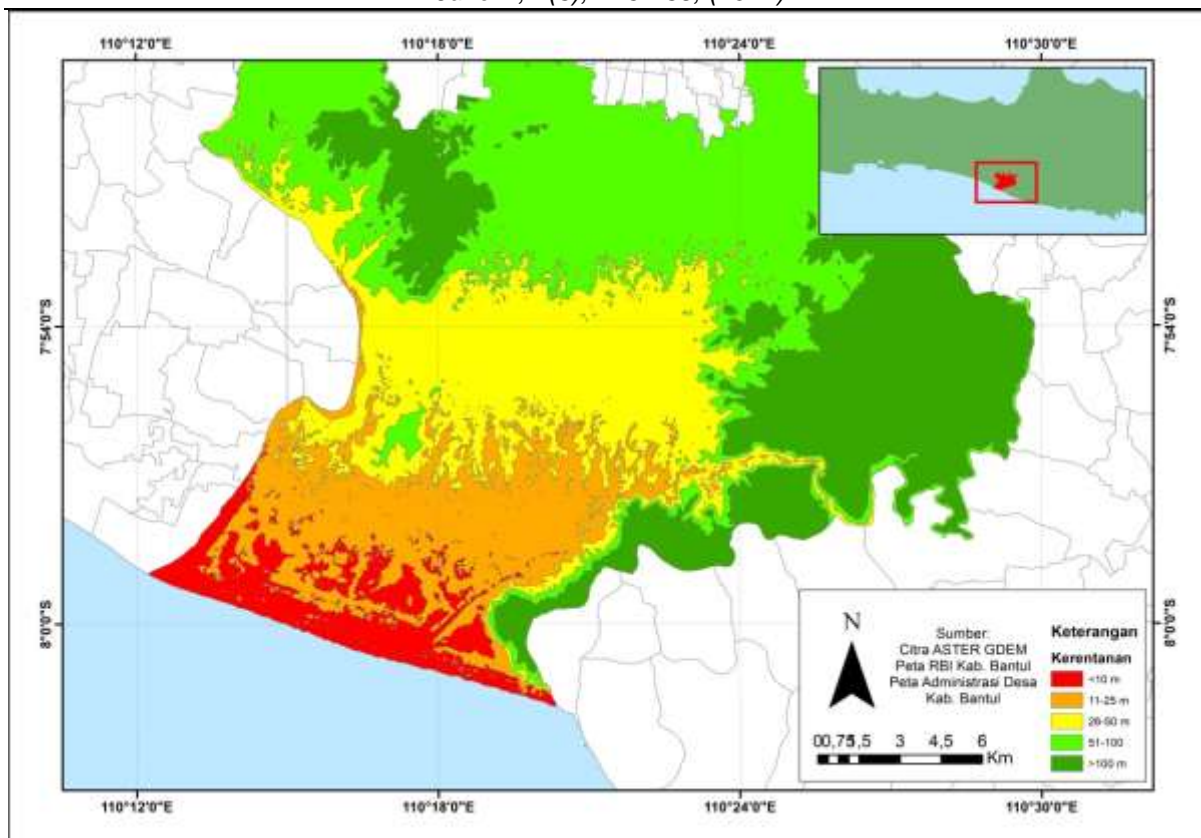 110°12'0"E 110°18'0"E 110°24'0"E 110°30'0"E
7°54'0"S 7°54'0"S
8°0'0"S 8°0'0"S
N
Sumber:
Citra ASTER GDEM
Peta RBI Kab. Bantul
Peta Administrasi Desa
Kab. Bantul
00,751,5 3 4,5 6
Km
Keterangan
Kerentanan
<10 m
11-25 m
26-50 m
51-100
>100 m
110°12'0"E 110°18'0"E 110°24'0"E 110°30'0"E